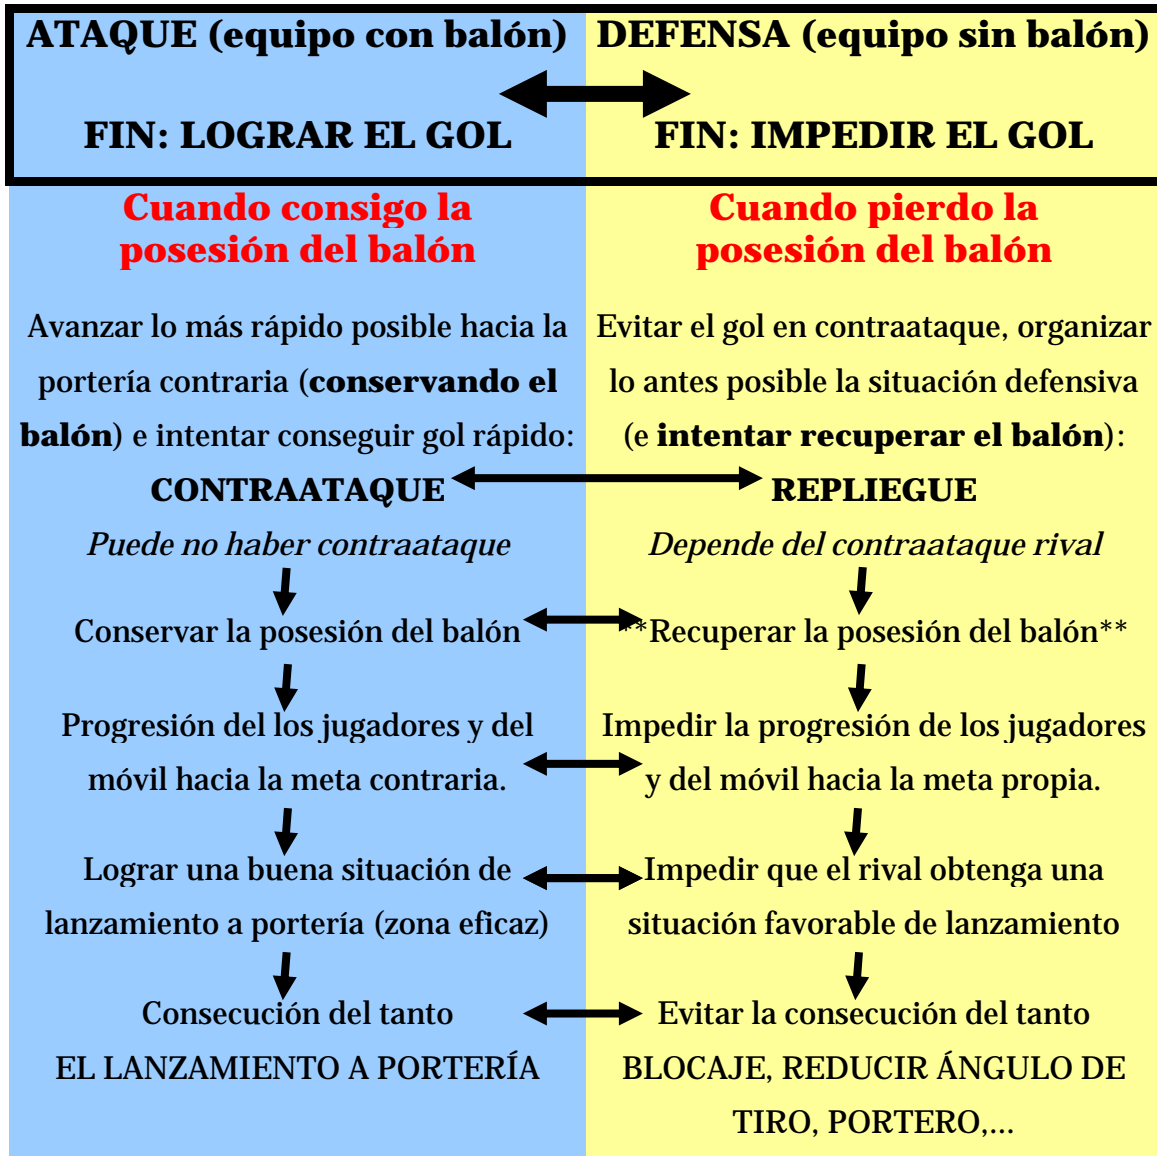 ATAQUE (equipo con balón)
FIN: LOGRAR EL GOL
DEFENSA (equipo sin balón)
FIN: IMPEDIR EL GOL
Cuando consigo la
posesión del balón
Avanzar lo más rápido posible hacia la
portería contraria (conservando el
balón) e intentar conseguir gol rápido:
CONTRAATAQUE
Puede no haber contraataque
Conservar la posesión del balón
Progresión del los jugadores y del
móvil hacia la meta contraria.
Lograr una buena situación de
lanzamiento a portería (zona eficaz)
Consecución del tanto
EL LANZAMIENTO A PORTERÍA
Cuando pierdo la
posesión del balón
Evitar el gol en contraataque, organizar
lo antes posible la situación defensiva
(e intentar recuperar el balón):
REPLIEGUE
Depende del contraataque rival
**Recuperar la posesión del balón**
Impedir la progresión de los jugadores
y del móvil hacia la meta propia.
Impedir que el rival obtenga una
situación favorable de lanzamiento
Evitar la consecución del tanto
BLOCAJE, REDUCIR ÁNGULO DE
TIRO, PORTERO,...